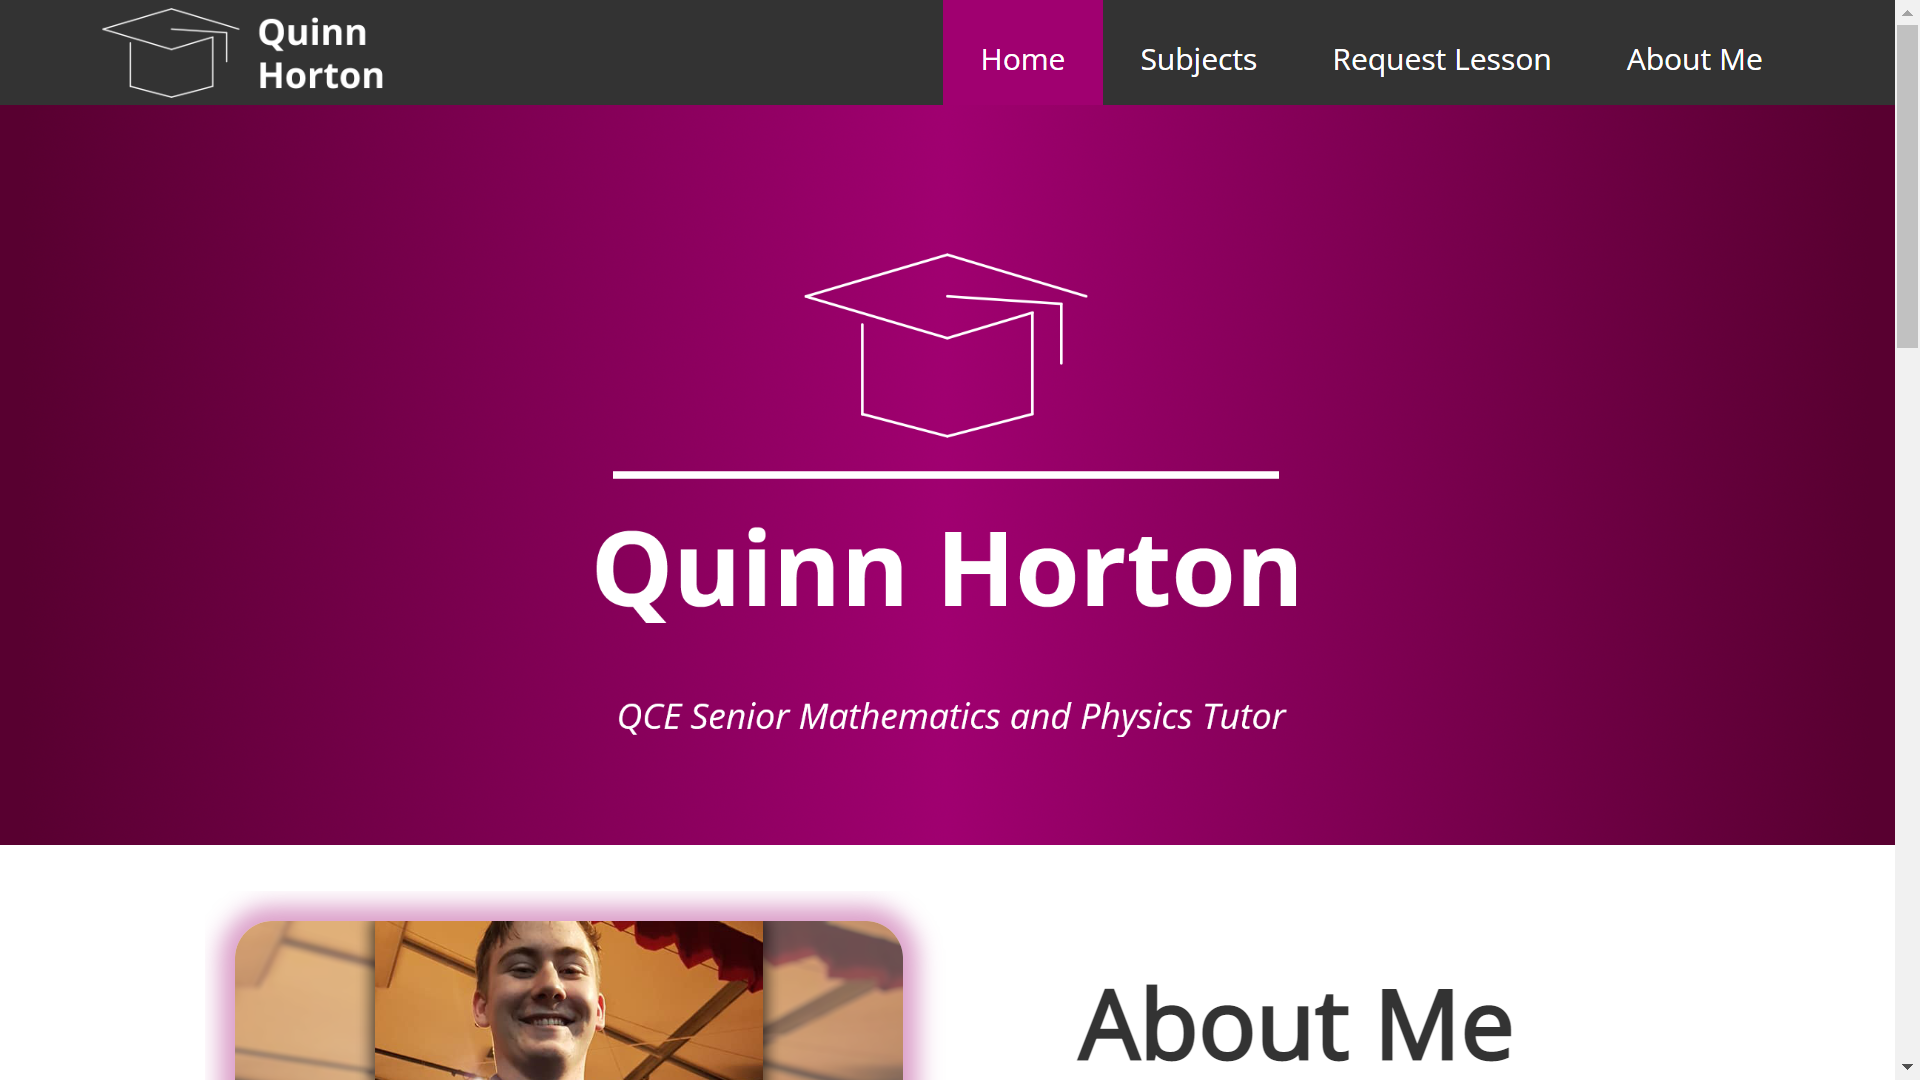 Quinn
Horton
Home
Subjects
Request Lesson
About Me
Quinn Horton
QCE Senior Mathematics and Physics Tutor
About Me